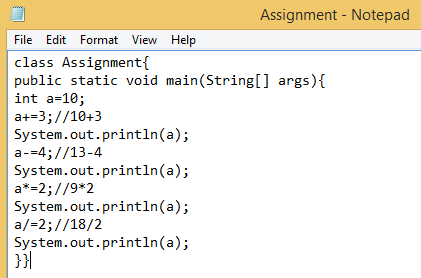 Assignment - Notepad
File Edit Format View Help
class Assignment{
public static void main(String[] args){
int a=10;
a+=3;//10+3
System.out.println(a);
a-=4;//13-4
System.out.println(a);
a*=2;//9*2
System.out.println(a);
a/=2;//18/2
System.out.println(a);
}}